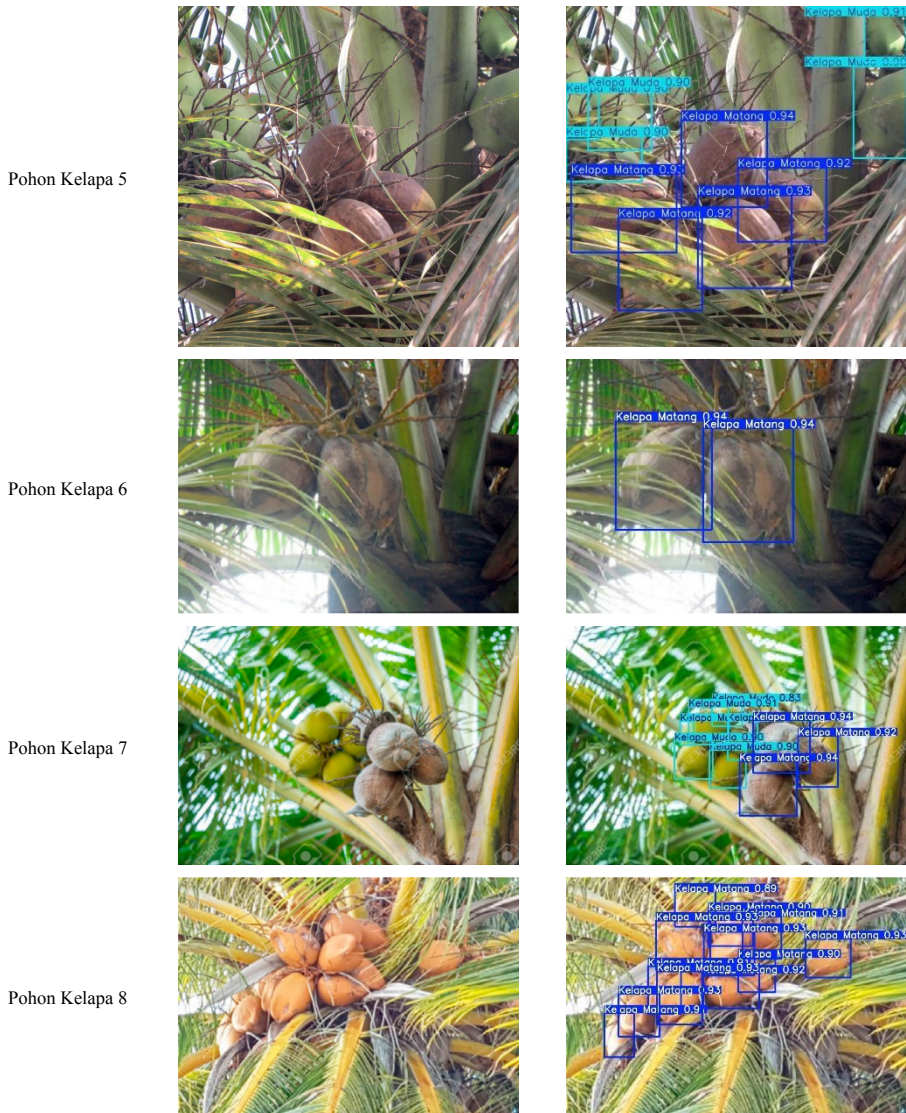 Pohon Kelapa 5
Kelapa Muda 0.91
Kelapa Muda 0.90
Kelapa Muda 0.90
Kelapa Muda 0.90
Kelapa Matang 0.94
Kelapa Matang 0.92
Kelapa Matang 0.93
Kelapa Matang 0.92
Pohon Kelapa 6
Kelapa Matang 0.94
Kelapa Matang 0.94
Pohon Kelapa 7
Kelapa Muda 0.83
Kelapa Muda 0.91
Kelapa Matang 0.94
Kelapa Matang 0.92
Kelapa Muda 0.90
Kelapa Muda 0.90
Kelapa Matang 0.94
Pohon Kelapa 8
Kelapa Matang 0.89
Kelapa Matang 0.93
Kelapa Matang 0.93
Kelapa Matang 0.93
Kelapa Matang 0.90
Kelapa Matang 0.93
Kelapa Matang 0.93